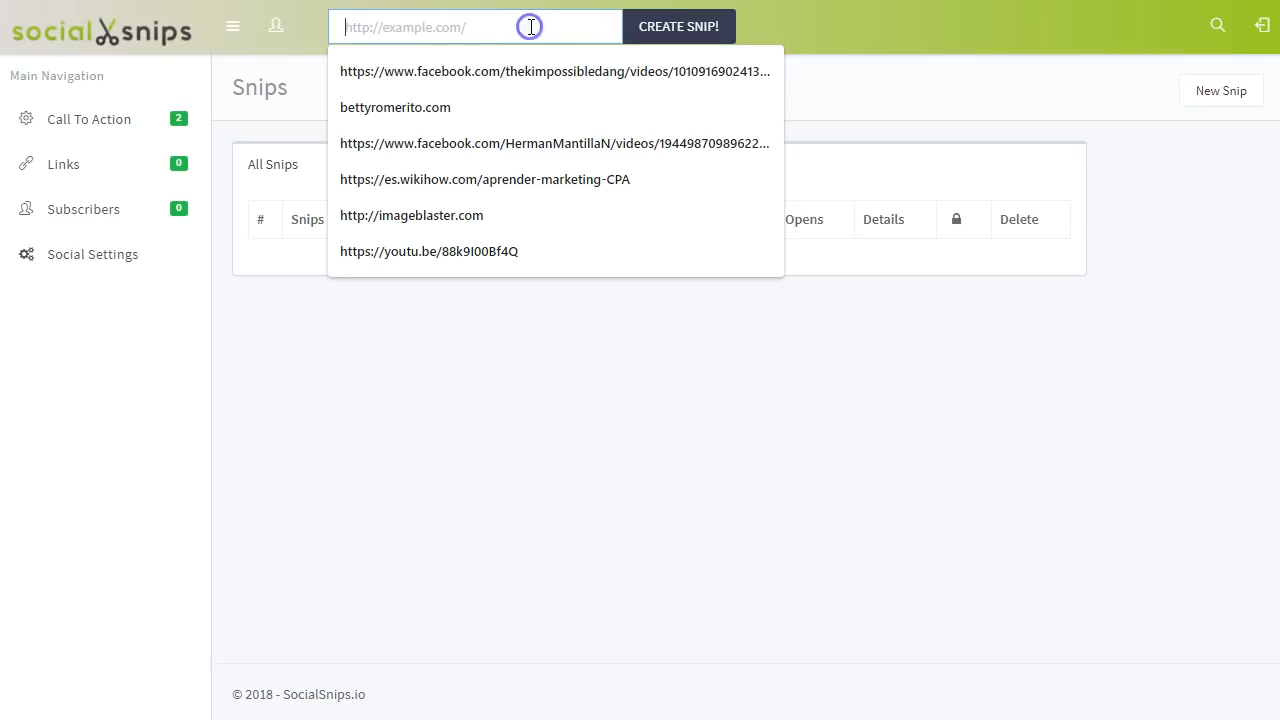 social snips
http://example.com/
CREATE SNIP!
https://www.facebook.com/thekimpossibledang/videos/1010916902413...
bettyromerito.com
https://www.facebook.com/HermanMantillaN/videos/19449870989622...
https://es.wikihow.com/aprender-marketing-CPA
http://imageblaster.com
https://youtu.be/88k9I00Bf4Q
Main Navigation
Call To Action 2
Links 0
Subscribers 0
Social Settings
Snips
New Snip
All Snips
# Snips Opens Details Delete
© 2018 - SocialSnips.io